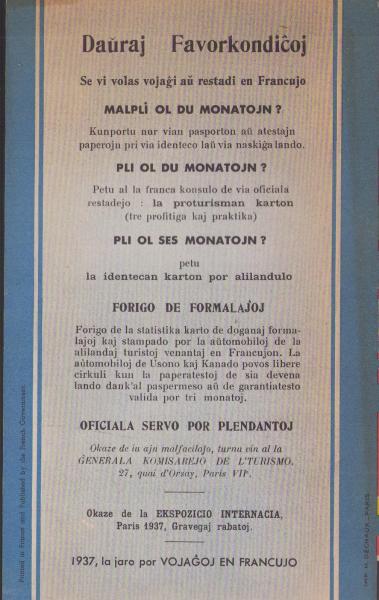 Daŭraj Favorkondiĉoj
Se vi volas vojaĝi aŭ restadi en Francujo
MALPLI OL DU MONATOJN ?
Kunportu nur vian pasporton aŭ atestajn
paperojn pri via identeco laŭ via naskiĝa lando.
PLI OL DU MONATOJN ?
Petu al la franca konsulo de via oficiala
restadejo : la proturisman karton
(tre profitiga kaj praktika)
PLI OL SES MONATOJN ?
petu
la identecan karton por alilandulo
FORIGO DE FORMALAĴOJ
Forigo de la statistika karto de doganaj forma-
laĵoj kaj stampado por la aŭtomobiloj de la
alilandaj turistoj venantaj en Francujon. La
aŭtomobiloj de Usono kaj Kanado povos libere
cirkuli kun la paperatestoj de sia devena
lando dank'al paspermeso aŭ de garantiatesto
valida por tri monatoj.
OFICIALA SERVO POR PLENDANTOJ
Okaze de iu ajn malfacilaĵo, turnu vin al la
ĜENERALA KOMISAREJO DE L'TURISMO,
27, quai d'Orsay, Paris VIIe.
Okaze de la EKSPOZICIO INTERNACIA,
Paris 1937, Gravegaj rabatoj.
1937, la jaro por VOJAĜOJ EN FRANCUJO
Printed in France and Published by the French Government
IMP. M. DÉCHAUX - PARIS